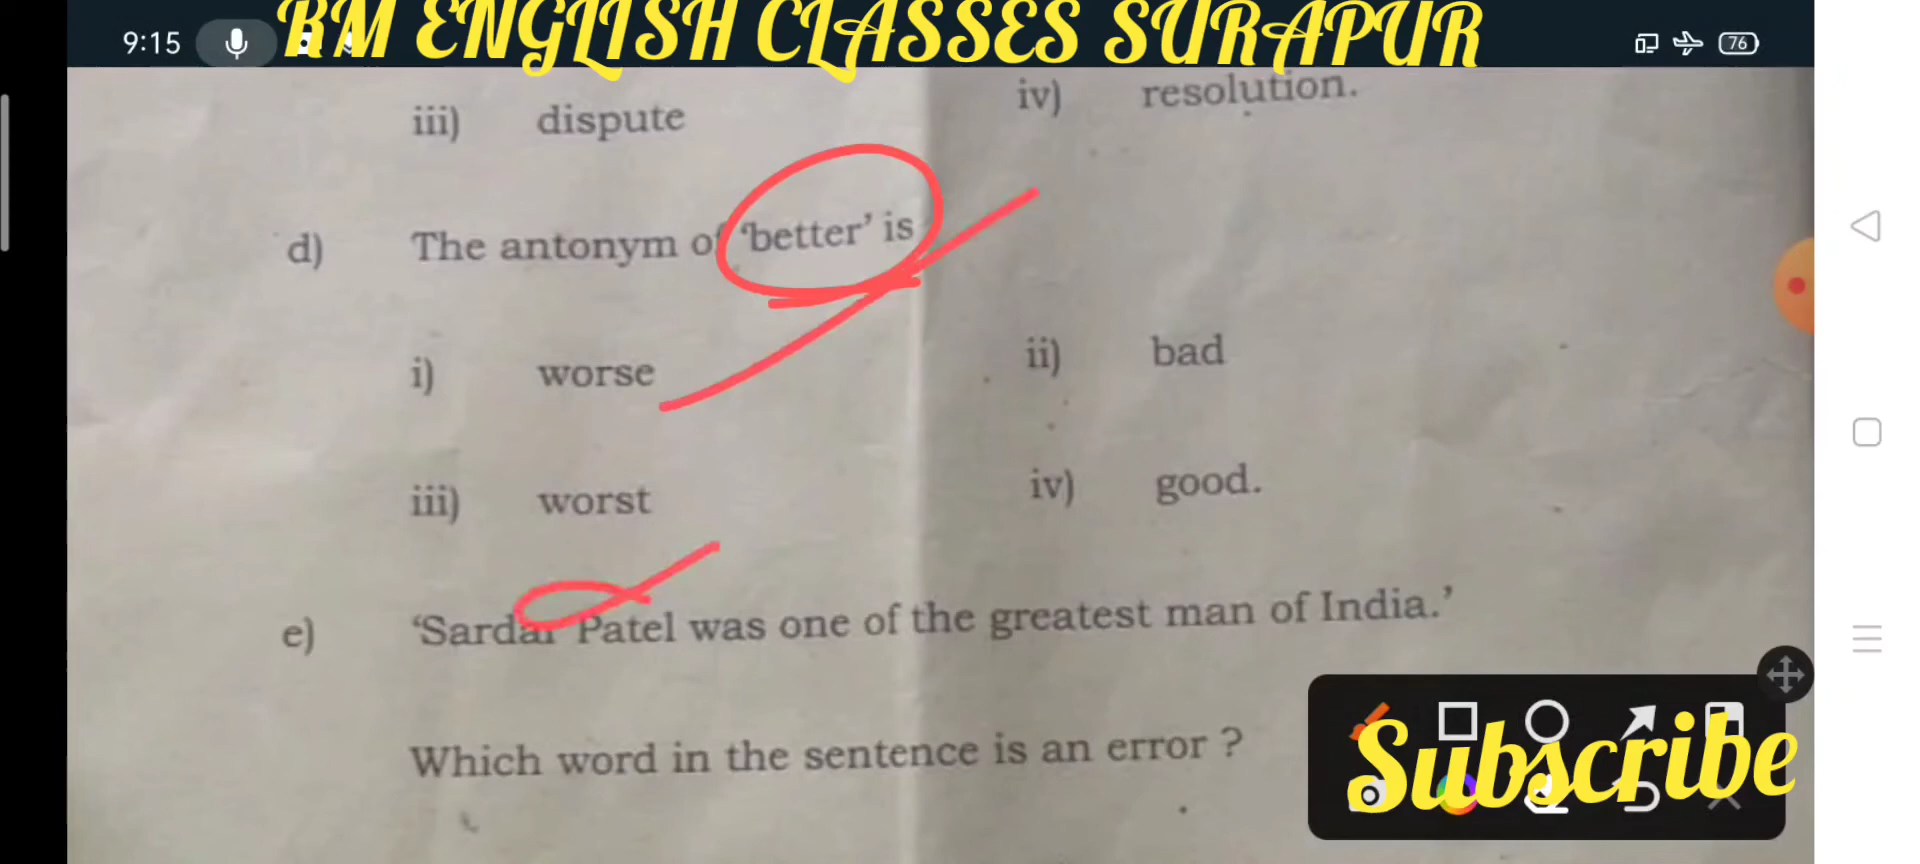 RM ENGLISH CLASSES SURAPUR
9:15
76
iii) dispute iv) resolution.
d) The antonym of 'better' is
i) worse ii) bad
iii) worst iv) good.
e) 'Sardar Patel was one of the greatest man of India.'
Which word in the sentence is an error ?
Subscribe